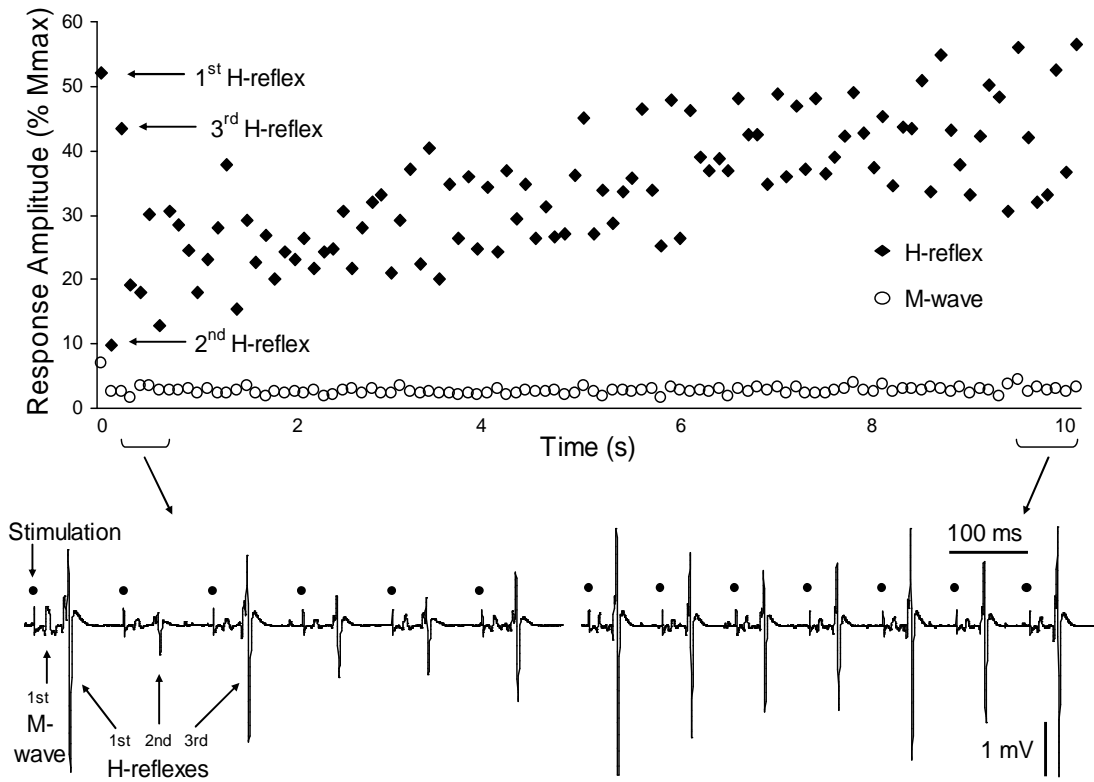 Response Amplitude (% Mmax)
60
50
40
30
20
10
0
1st H-reflex
3rd H-reflex
2nd H-reflex
H-reflex
M-wave
0 2 4 6 8 10
Time (s)
Stimulation
100 ms
1st
M-
wave
1st 2nd 3rd
H-reflexes
1 mV